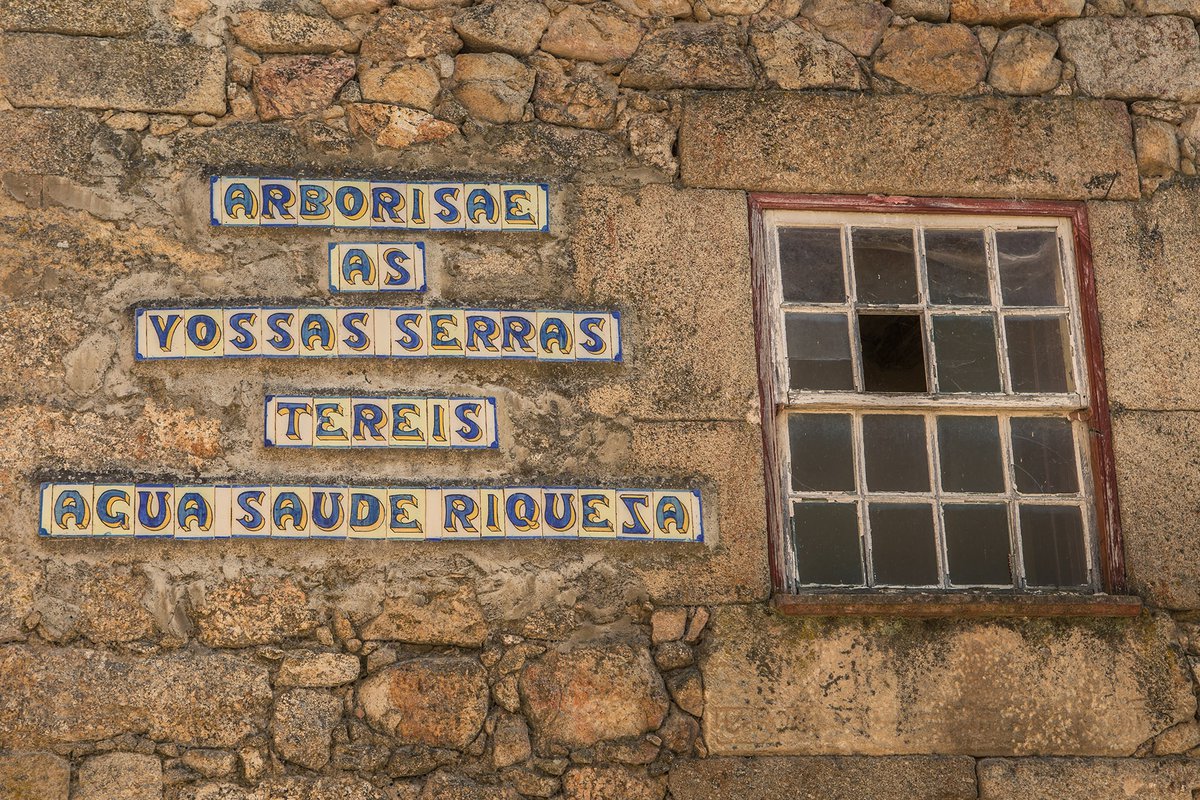 ARBORISAE
AS
VOSSAS SERRAS
TEREIS
AGUA SAUDE RIQUEZA